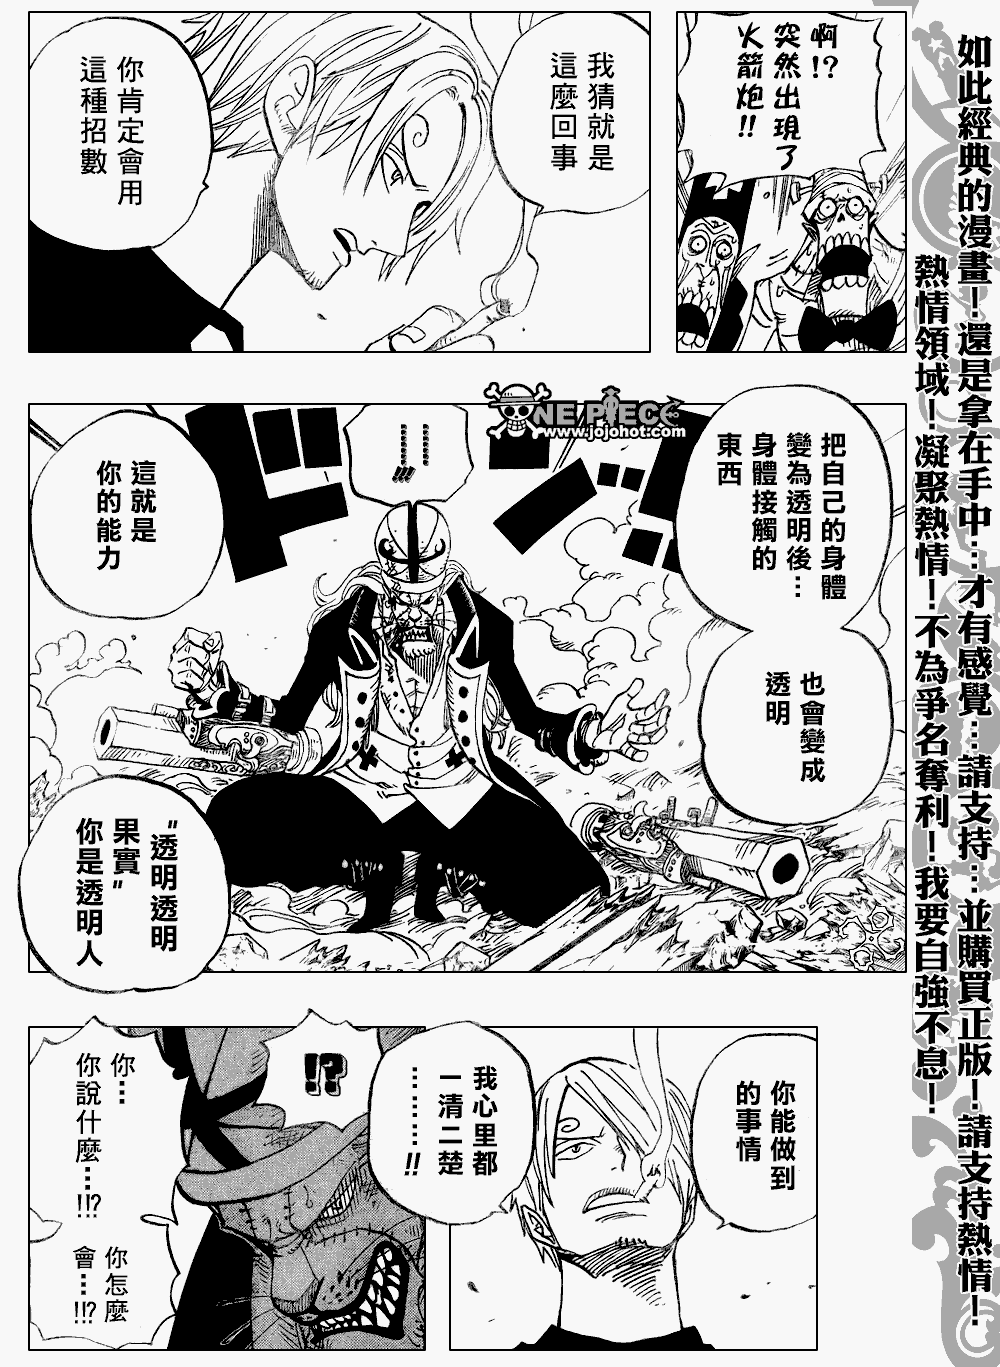 啊!?
突然出現了
火箭炮!!
我猜就是
這麼回事
你肯定會用
這種招數
把自己的身體
變為透明後…
身體接觸的
東西
也會變成
透明
……!!!
這就是
你的能力
“透明透明
果實”
你是透明人
ONE PIECE
www.jojohot.com
你能做到
的事情
我心里都
一清二楚
………!!
!?
你…
你說什麼…!!?
你怎麼
會…!!?
如此經典的漫畫！還是拿在手中…才有感覺…請支持…並購買正版！請支持熱情！
熱情領域！凝聚熱情！不為爭名奪利！我要自強不息！